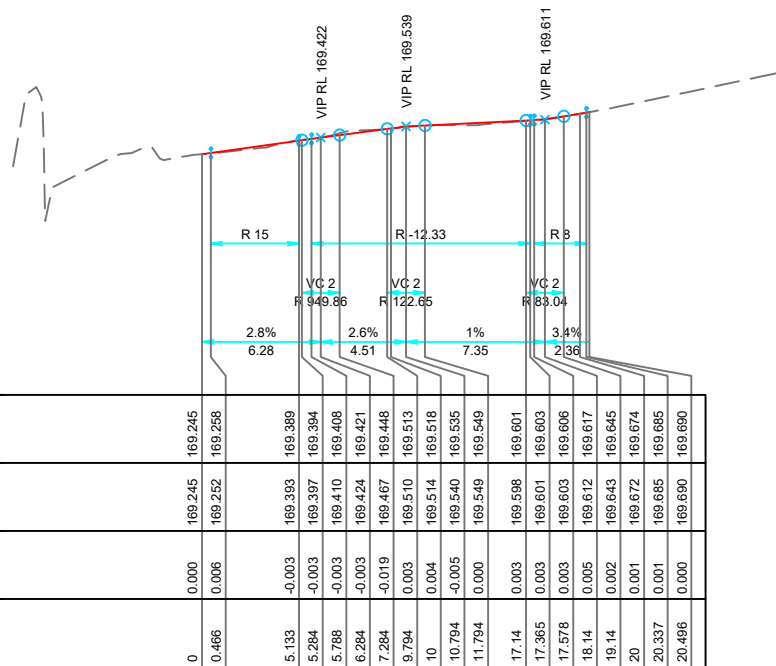 VIP RL 169.422
VIP RL 169.539
VIP RL 169.611
R 15
R -12.33
R 8
VC 2
R 949.86
VC 2
R 122.65
VC 2
R 83.04
2.8%
6.28
2.6%
4.51
1%
7.35
3.4%
2.36
169.245 169.258 169.389 169.394 169.408 169.421 169.448 169.513 169.518 169.535 169.549 169.601 169.603 169.606 169.617 169.645 169.674 169.685 169.690
169.245 169.252 169.393 169.397 169.410 169.424 169.467 169.510 169.514 169.540 169.549 169.598 169.601 169.603 169.612 169.643 169.672 169.685 169.690
0.000 0.006 -0.003 -0.003 -0.003 -0.003 -0.019 0.003 0.004 -0.005 0.000 0.003 0.003 0.003 0.005 0.002 0.001 0.001 0.000
0 0.466 5.133 5.284 5.788 6.284 7.284 9.794 10 10.794 11.794 17.14 17.365 17.578 18.14 19.14 20 20.337 20.496